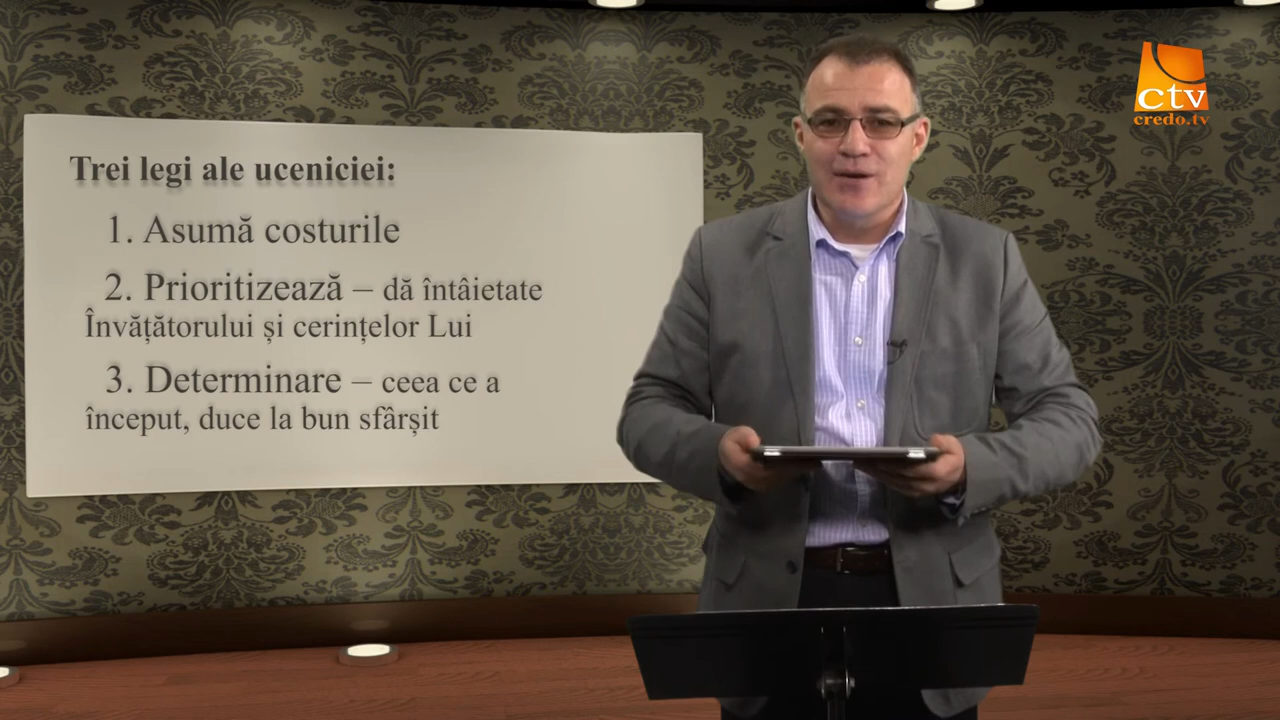 Trei legi ale uceniciei:
1. Asumă costurile
2. Prioritizează – dă întâietate
Învățătorului și cerințelor Lui
3. Determinare – ceea ce a
început, duce la bun sfârșit
ctv
credo.tv